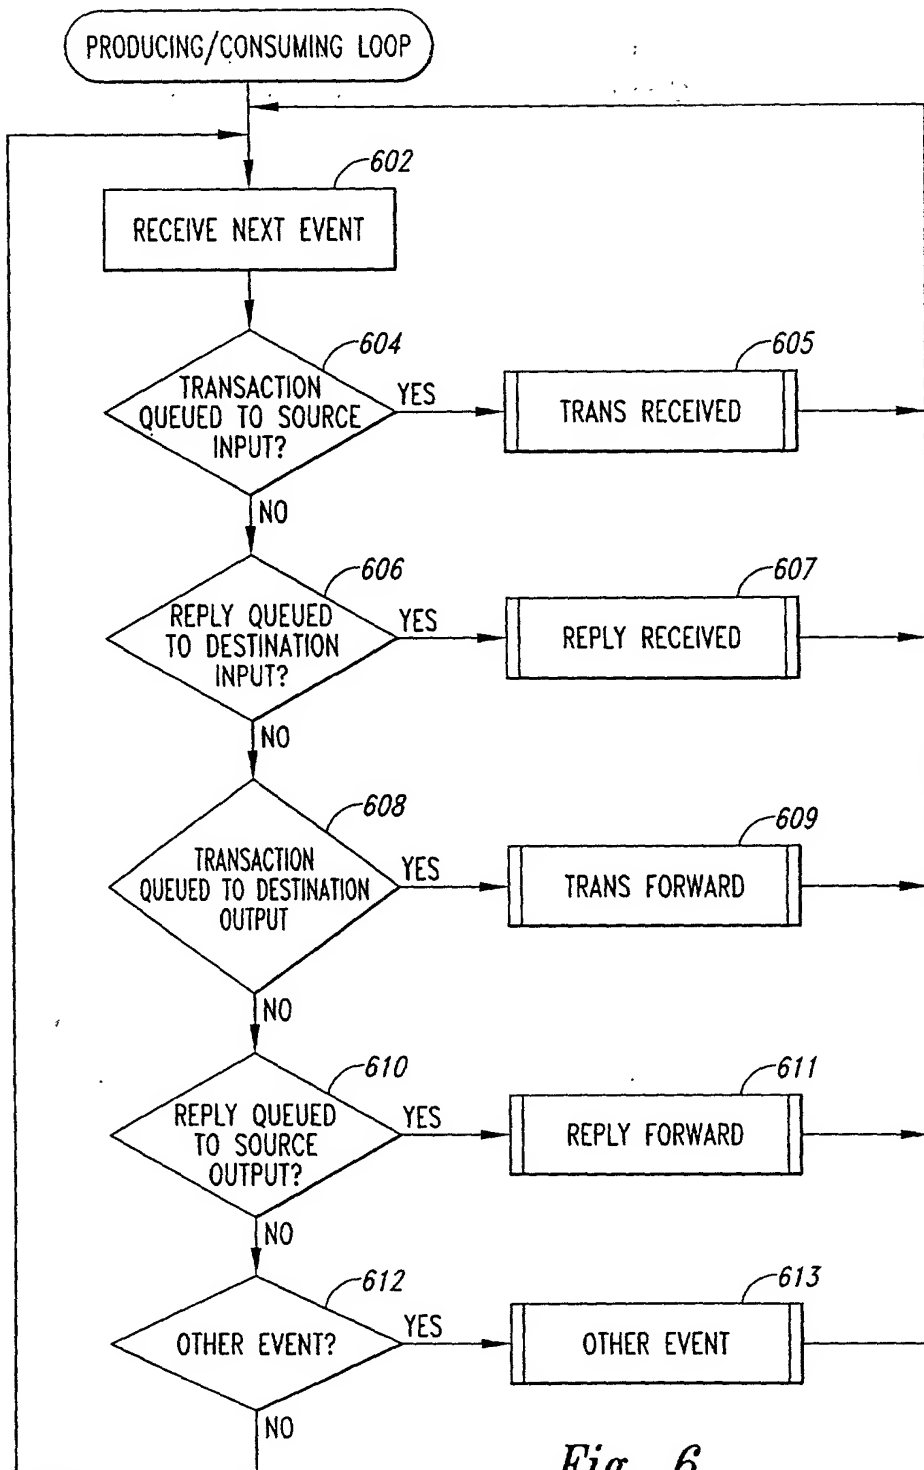 PRODUCING/CONSUMING LOOP
602
RECEIVE NEXT EVENT
604
TRANSACTION
QUEUED TO SOURCE
INPUT?
YES
605
TRANS RECEIVED
NO
606
REPLY QUEUED
TO DESTINATION
INPUT?
YES
607
REPLY RECEIVED
NO
608
TRANSACTION
QUEUED TO DESTINATION
OUTPUT
YES
609
TRANS FORWARD
NO
610
REPLY QUEUED
TO SOURCE
OUTPUT?
YES
611
REPLY FORWARD
NO
612
OTHER EVENT?
YES
613
OTHER EVENT
NO
Fig. 6